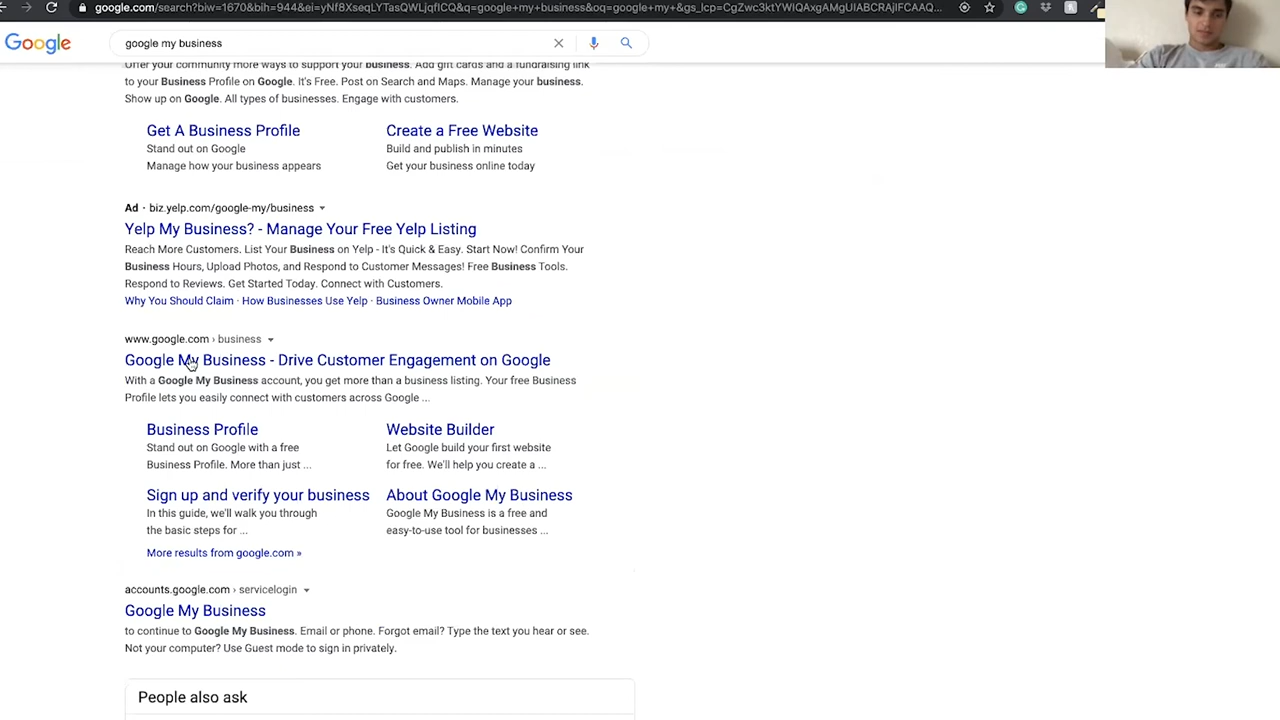 google.com/search?biw=1670&bih=944&ei=yNf8XseqLYTasQWLjqfICQ&q=google+my+business&oq=google+my+&gs_lcp=CgZwc3ktYWIQAxgAMgUIABCRAjIFCAAQ...
Google
google my business
Offer your community more ways to support your business. Add gift cards and a fundraising link
to your Business Profile on Google. It's Free. Post on Search and Maps. Manage your business.
Show up on Google. All types of businesses. Engage with customers.
Get A Business Profile
Stand out on Google
Manage how your business appears
Create a Free Website
Build and publish in minutes
Get your business online today
Ad · biz.yelp.com/google-my/business
Yelp My Business? - Manage Your Free Yelp Listing
Reach More Customers. List Your Business on Yelp - It's Quick & Easy. Start Now! Confirm Your
Business Hours, Upload Photos, and Respond to Customer Messages! Free Business Tools.
Respond to Reviews. Get Started Today. Connect with Customers.
Why You Should Claim · How Businesses Use Yelp · Business Owner Mobile App
www.google.com › business
Google My Business - Drive Customer Engagement on Google
With a Google My Business account, you get more than a business listing. Your free Business
Profile lets you easily connect with customers across Google ...
Business Profile
Stand out on Google with a free
Business Profile. More than just ...
Website Builder
Let Google build your first website
for free. We'll help you create a ...
Sign up and verify your business
In this guide, we'll walk you through
the basic steps for ...
About Google My Business
Google My Business is a free and
easy-to-use tool for businesses ...
More results from google.com »
accounts.google.com › servicelogin
Google My Business
to continue to Google My Business. Email or phone. Forgot email? Type the text you hear or see.
Not your computer? Use Guest mode to sign in privately.
People also ask